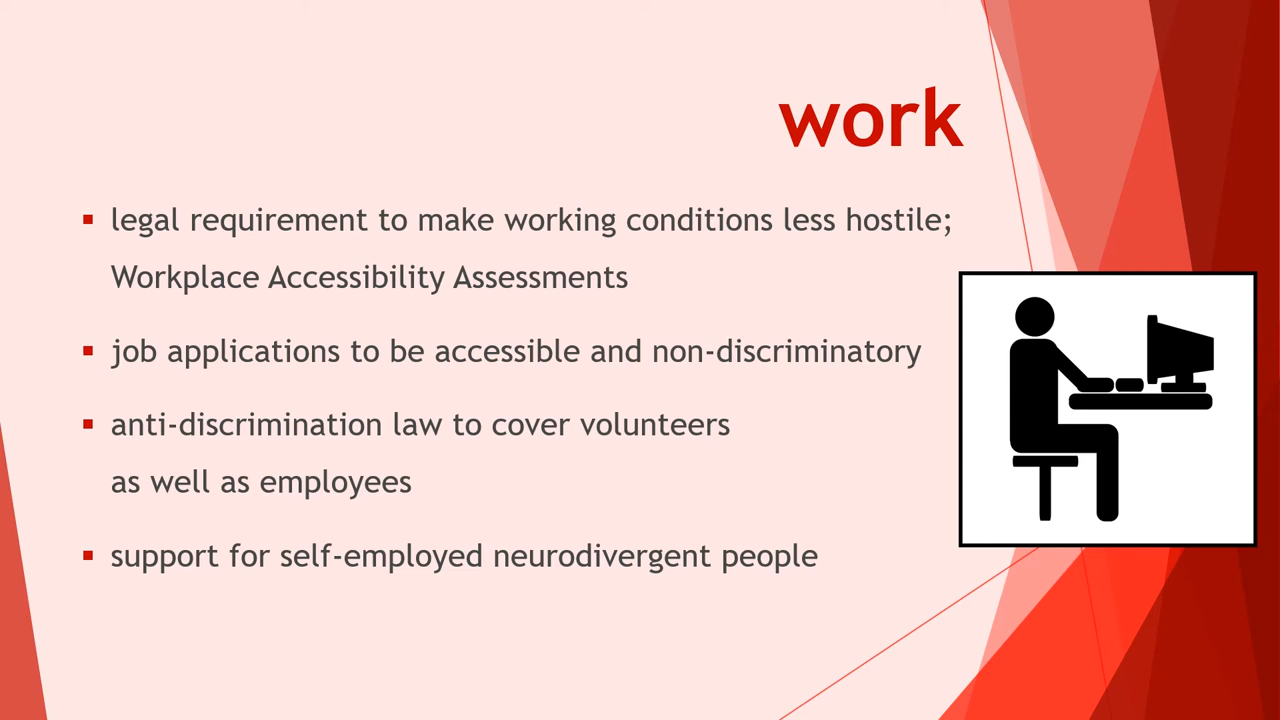 work
legal requirement to make working conditions less hostile;
Workplace Accessibility Assessments
job applications to be accessible and non-discriminatory
anti-discrimination law to cover volunteers
as well as employees
support for self-employed neurodivergent people